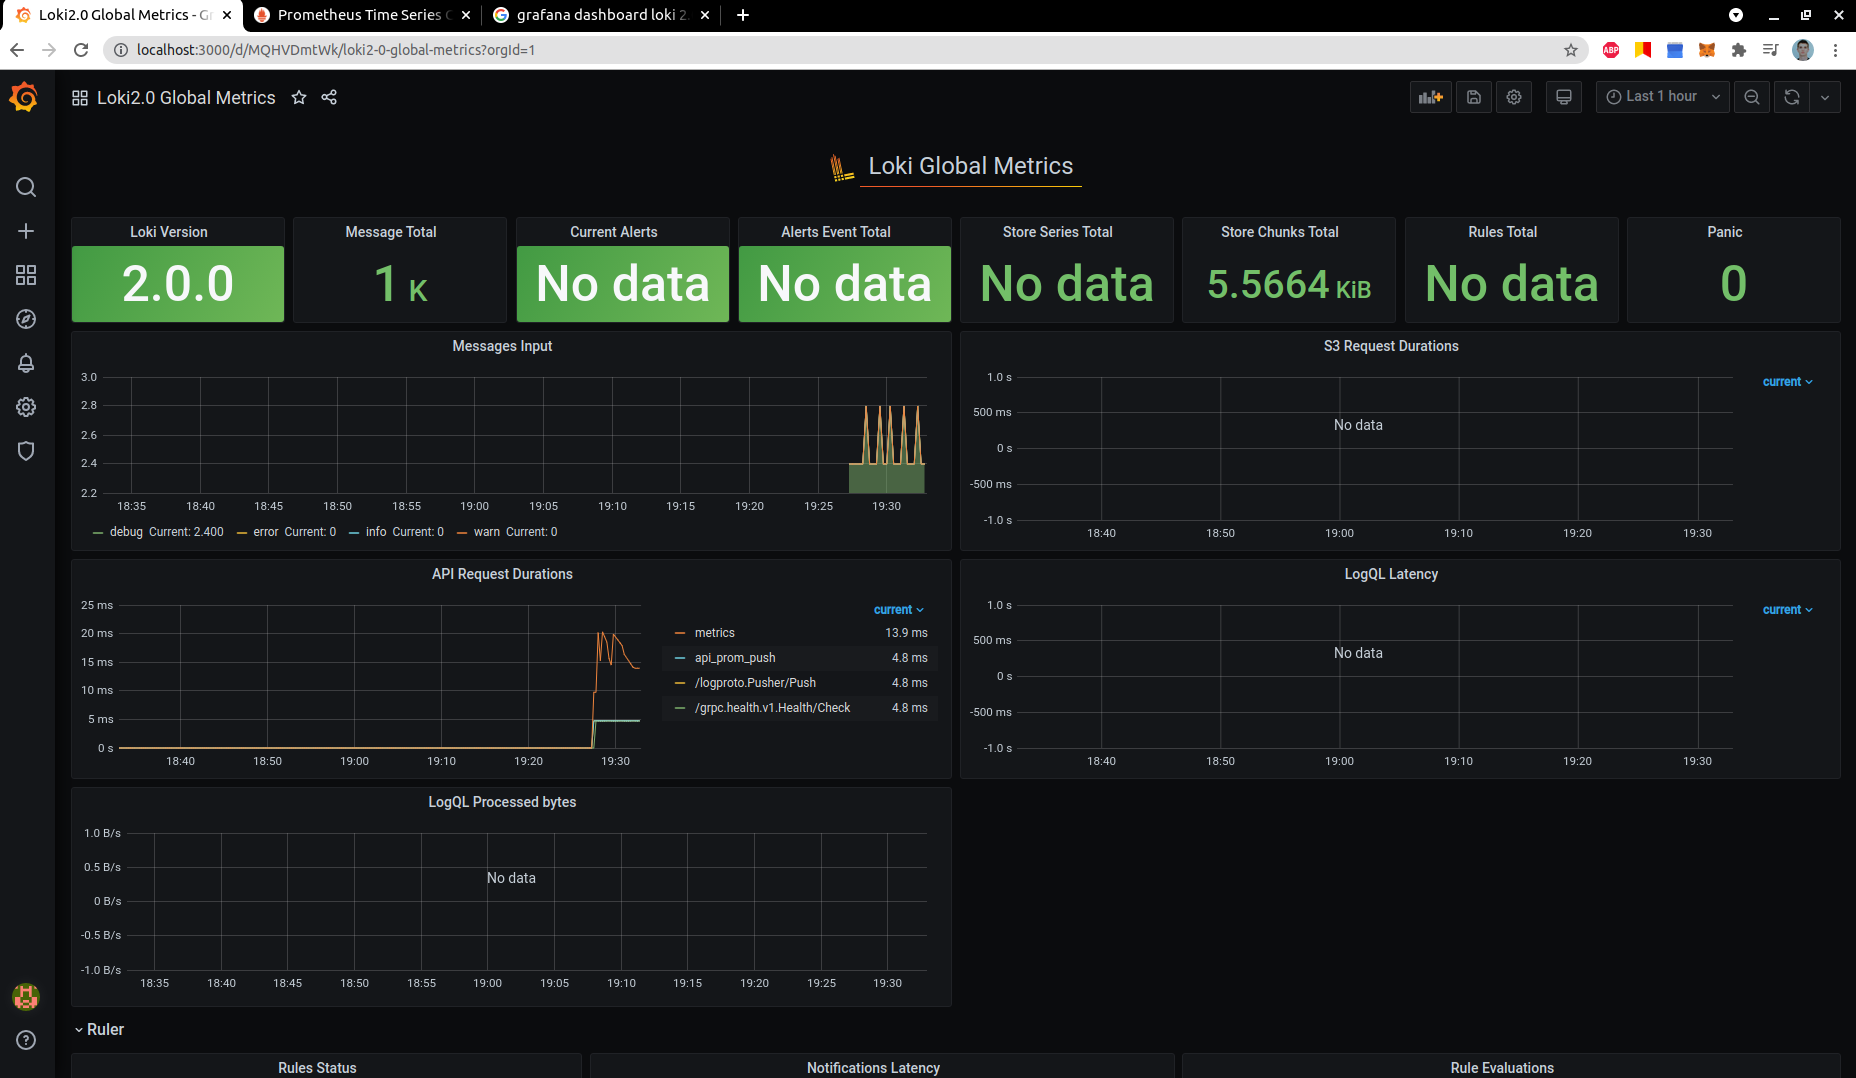 Loki2.0 Global Metrics - Gr
Prometheus Time Series C
grafana dashboard loki 2.
localhost:3000/d/MQHVDmtWk/loki2-0-global-metrics?orgId=1
ABP
Loki2.0 Global Metrics
Last 1 hour
Loki Global Metrics
Loki Version
2.0.0
Message Total
1 K
Current Alerts
No data
Alerts Event Total
No data
Store Series Total
No data
Store Chunks Total
5.5664 KiB
Rules Total
No data
Panic
0
Messages Input
3.0
2.8
2.6
2.4
2.2
18:35 18:40 18:45 18:50 18:55 19:00 19:05 19:10 19:15 19:20 19:25 19:30
debug Current: 2.400 error Current: 0 info Current: 0 warn Current: 0
S3 Request Durations
current
1.0 s
500 ms
No data
0 s
-500 ms
-1.0 s
18:40 18:50 19:00 19:10 19:20 19:30
API Request Durations
25 ms
20 ms
15 ms
10 ms
5 ms
0 s
18:40 18:50 19:00 19:10 19:20 19:30
current
metrics 13.9 ms
api_prom_push 4.8 ms
/logproto.Pusher/Push 4.8 ms
/grpc.health.v1.Health/Check 4.8 ms
LogQL Latency
current
1.0 s
500 ms
No data
0 s
-500 ms
-1.0 s
18:40 18:50 19:00 19:10 19:20 19:30
LogQL Processed bytes
1.0 B/s
0.5 B/s
No data
0 B/s
-0.5 B/s
-1.0 B/s
18:35 18:40 18:45 18:50 18:55 19:00 19:05 19:10 19:15 19:20 19:25 19:30
Ruler
Rules Status
Notifications Latency
Rule Evaluations